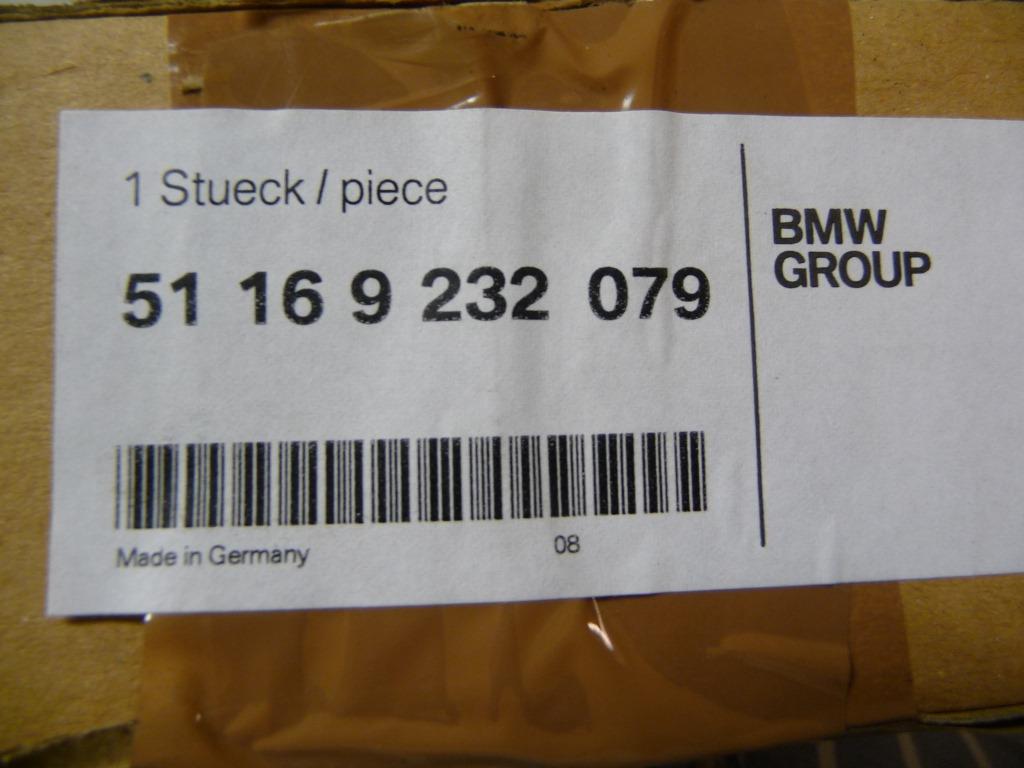 1 Stueck / piece
51 16 9 232 079
BMW
GROUP
Made in Germany
08